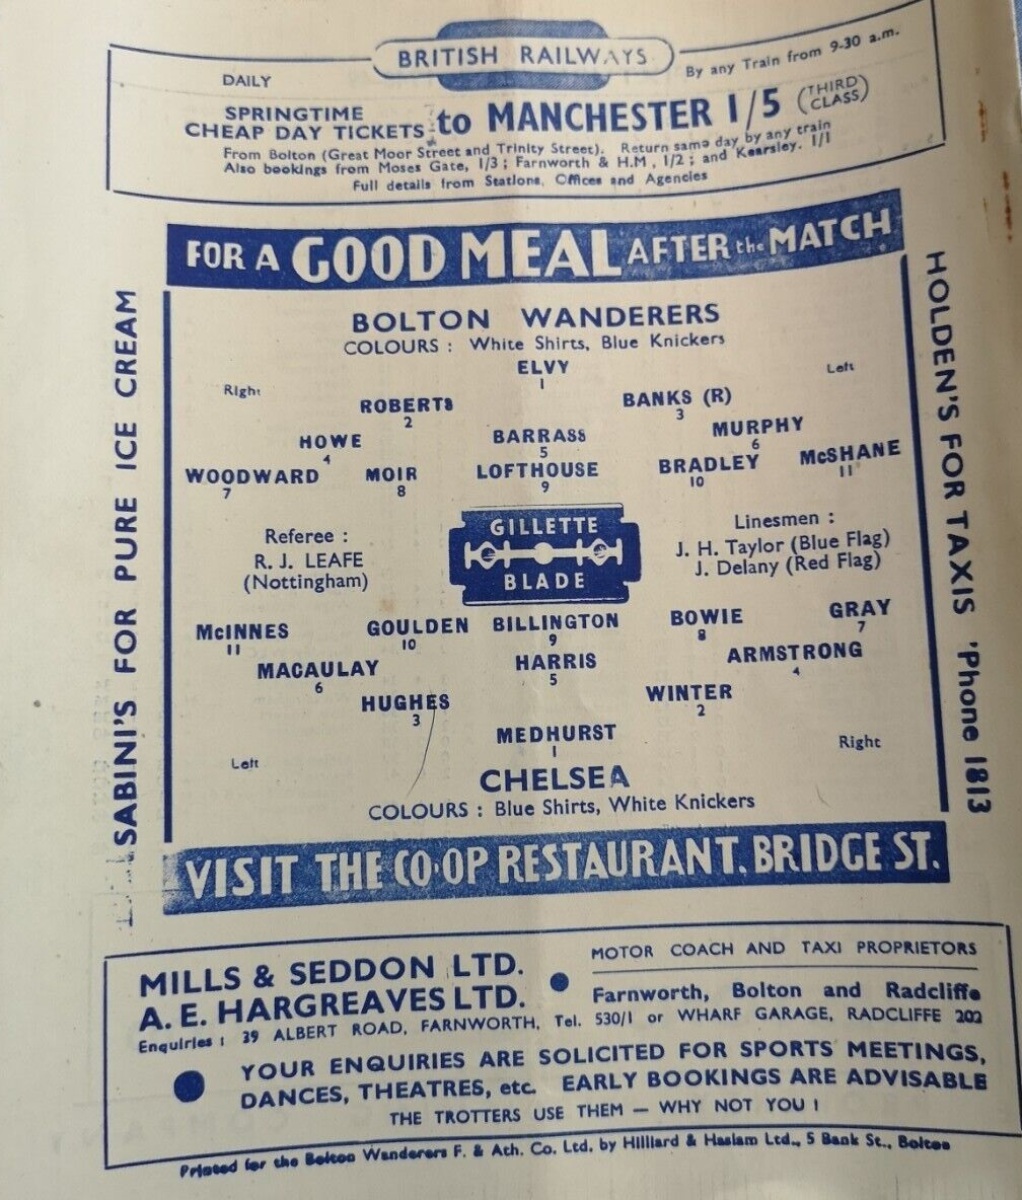 BRITISH RAILWAYS
DAILY
By any Train from 9-30 a.m.
SPRINGTIME
CHEAP DAY TICKETS to MANCHESTER 1/5 (THIRD CLASS)
From Bolton (Great Moor Street and Trinity Street). Return same day by any train
Also bookings from Moses Gate, 1/3; Farnworth & H.M, 1/2; and Kearsley. 1/1
Full details from Stations, Offices and Agencies
FOR A GOOD MEAL AFTER the MATCH
SABINI'S FOR PURE ICE CREAM
HOLDEN'S FOR TAXIS 'Phone 1813
BOLTON WANDERERS
COLOURS : White Shirts, Blue Knickers
ELVY
1
Right
Left
ROBERTS
2
BANKS (R)
3
HOWE
4
BARRASS
5
MURPHY
6
WOODWARD
7
MOIR
8
LOFTHOUSE
9
BRADLEY
10
McSHANE
11
Referee :
R. J. LEAFE
(Nottingham)
GILLETTE
BLADE
Linesmen :
J. H. Taylor (Blue Flag)
J. Delany (Red Flag)
McINNES
11
GOULDEN
10
BILLINGTON
9
BOWIE
8
GRAY
7
MACAULAY
6
HARRIS
5
ARMSTRONG
4
HUGHES
3
WINTER
2
MEDHURST
1
Left
Right
CHELSEA
COLOURS : Blue Shirts, White Knickers
VISIT THE CO-OP RESTAURANT, BRIDGE ST.
MILLS & SEDDON LTD.
A. E. HARGREAVES LTD.
MOTOR COACH AND TAXI PROPRIETORS
Farnworth, Bolton and Radcliffe
Enquiries : 39 ALBERT ROAD, FARNWORTH, Tel. 530/1 or WHARF GARAGE, RADCLIFFE 202
YOUR ENQUIRIES ARE SOLICITED FOR SPORTS MEETINGS,
DANCES, THEATRES, etc. EARLY BOOKINGS ARE ADVISABLE
THE TROTTERS USE THEM — WHY NOT YOU !
Printed for the Bolton Wanderers F. & Ath. Co. Ltd, by Hilliard & Haslam Ltd., 5 Bank St., Bolton